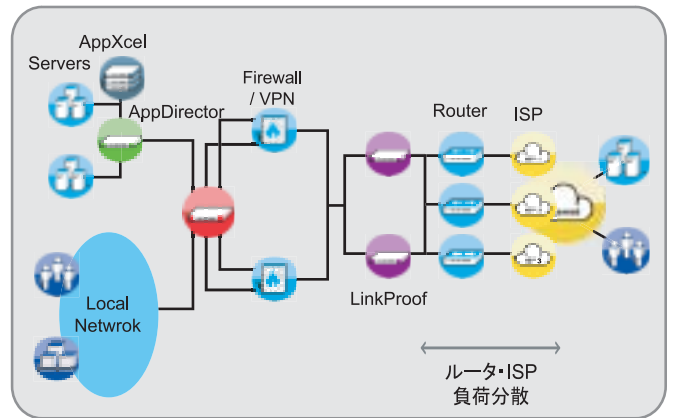 AppXcel
Servers
AppDirector
Firewall
/ VPN
Router
ISP
Local
Netwrok
LinkProof
ルータ・ISP
負荷分散